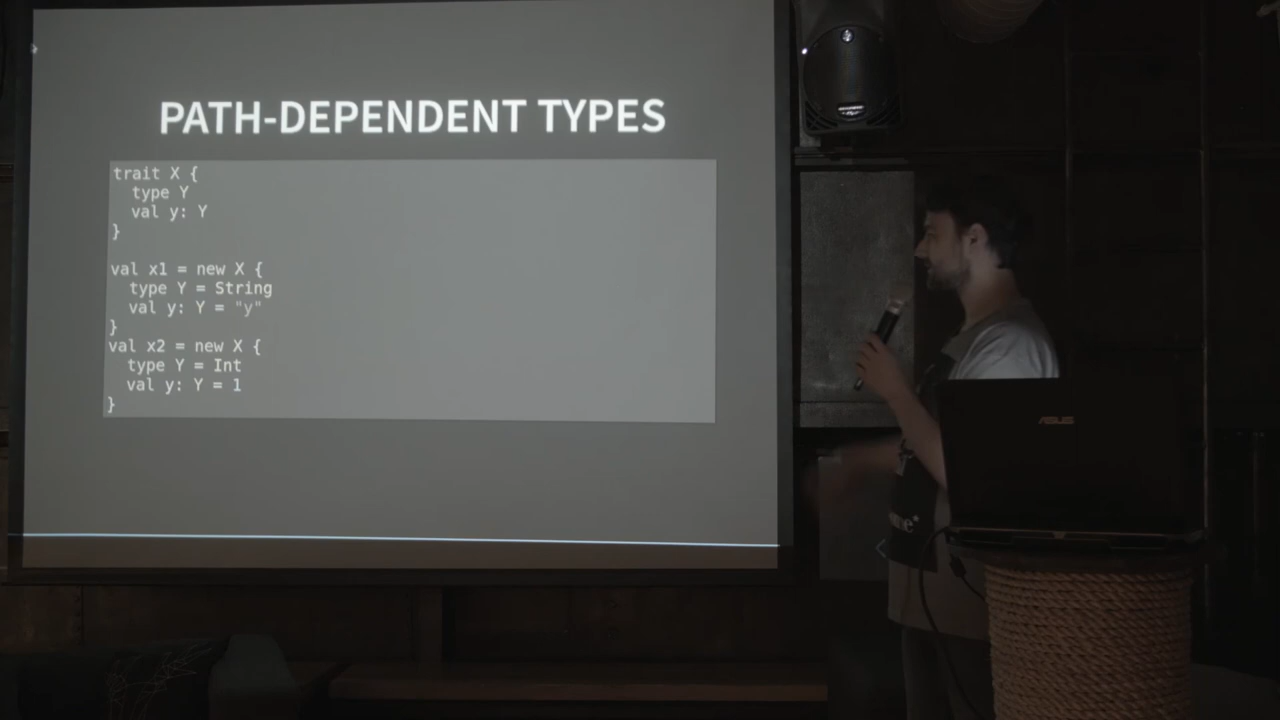 PATH-DEPENDENT TYPES
trait X {
  type Y
  val y: Y
}

val x1 = new X {
  type Y = String
  val y: Y = "y"
}
val x2 = new X {
  type Y = Int
  val y: Y = 1
}
ASUS